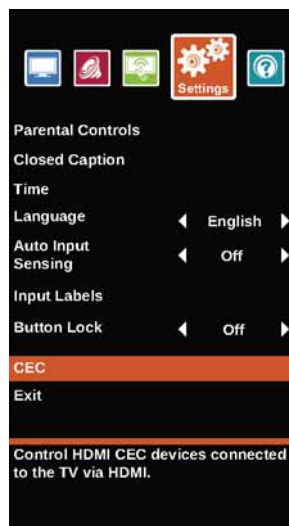 Settings
Parental Controls
Closed Caption
Time
Language English
Auto Input
Sensing Off
Input Labels
Button Lock Off
CEC
Exit
Control HDMI CEC devices connected
to the TV via HDMI.